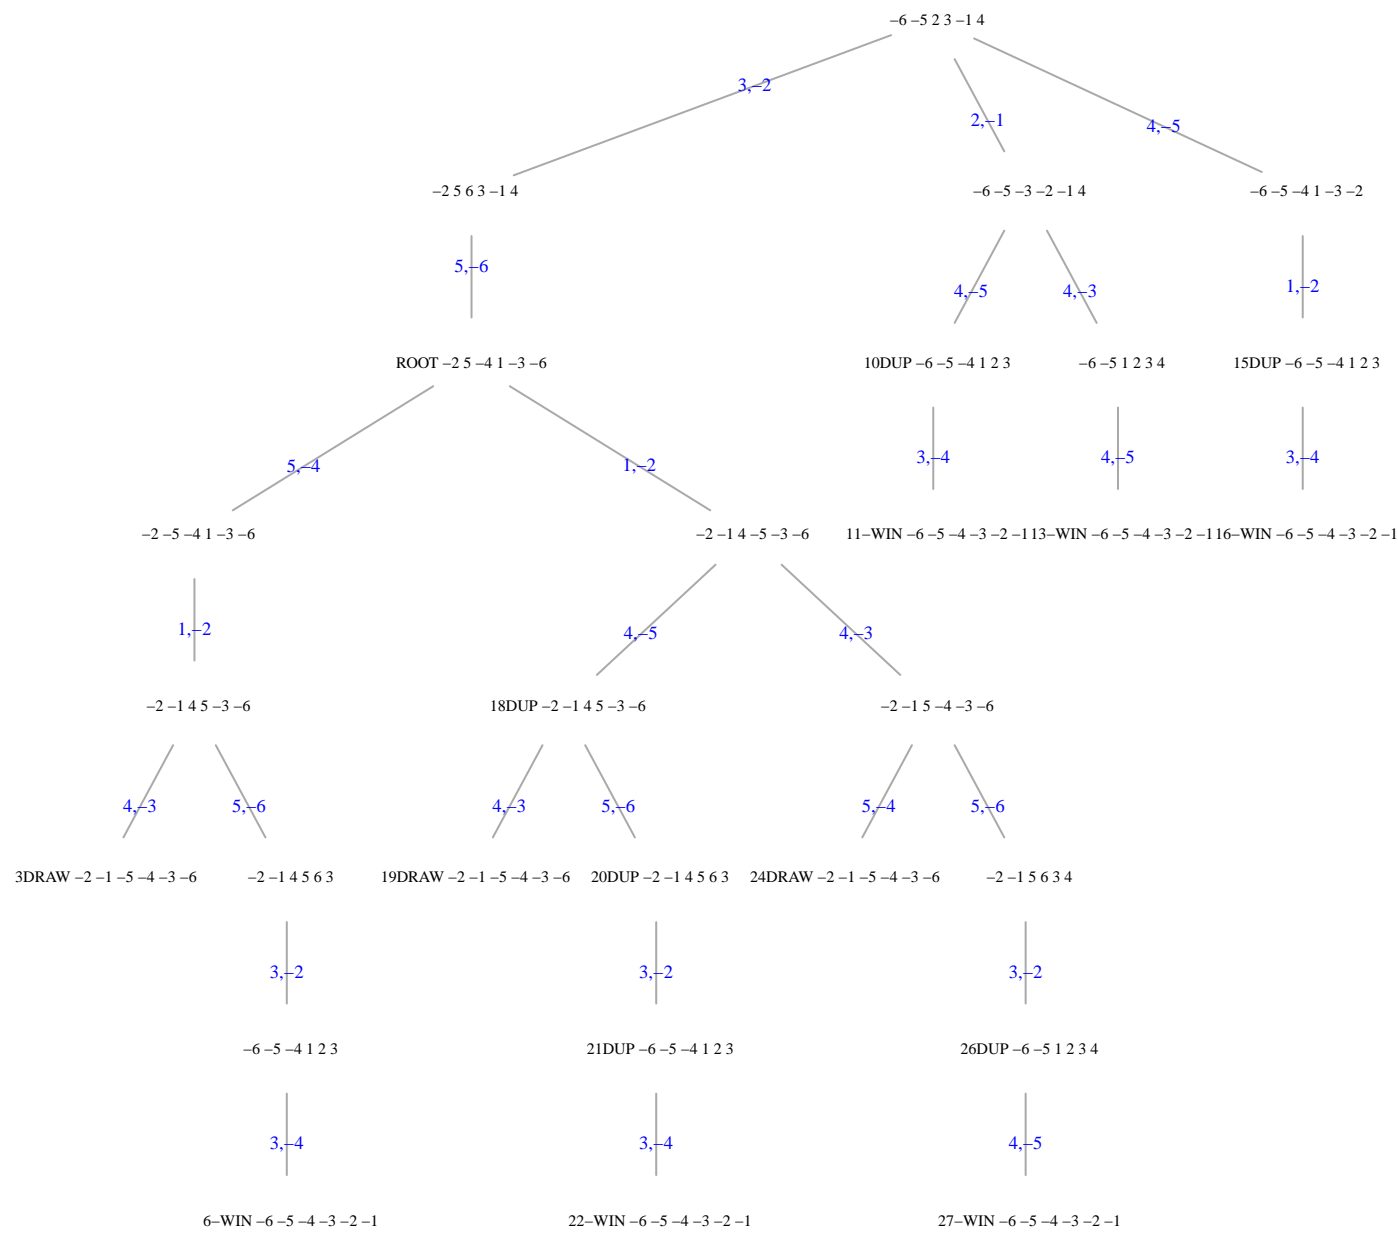 −6 −5 2 3 −1 4
3,−2
2,−1
4,−5
−2 5 6 3 −1 4
−6 −5 −3 −2 −1 4
−6 −5 −4 1 −3 −2
5,−6
4,−5
4,−3
1,−2
ROOT −2 5 −4 1 −3 −6
10DUP −6 −5 −4 1 2 3
−6 −5 1 2 3 4
15DUP −6 −5 −4 1 2 3
5,−4
1,−2
3,−4
4,−5
3,−4
−2 −5 −4 1 −3 −6
−2 −1 4 −5 −3 −6
11−WIN −6 −5 −4 −3 −2 −1
13−WIN −6 −5 −4 −3 −2 −1
16−WIN −6 −5 −4 −3 −2 −1
1,−2
4,−5
4,−3
−2 −1 4 5 −3 −6
18DUP −2 −1 4 5 −3 −6
−2 −1 5 −4 −3 −6
4,−3
5,−6
4,−3
5,−6
5,−4
5,−6
3DRAW −2 −1 −5 −4 −3 −6
−2 −1 4 5 6 3
19DRAW −2 −1 −5 −4 −3 −6
20DUP −2 −1 4 5 6 3
24DRAW −2 −1 −5 −4 −3 −6
−2 −1 5 6 3 4
3,−2
3,−2
3,−2
−6 −5 −4 1 2 3
21DUP −6 −5 −4 1 2 3
26DUP −6 −5 1 2 3 4
3,−4
3,−4
4,−5
6−WIN −6 −5 −4 −3 −2 −1
22−WIN −6 −5 −4 −3 −2 −1
27−WIN −6 −5 −4 −3 −2 −1